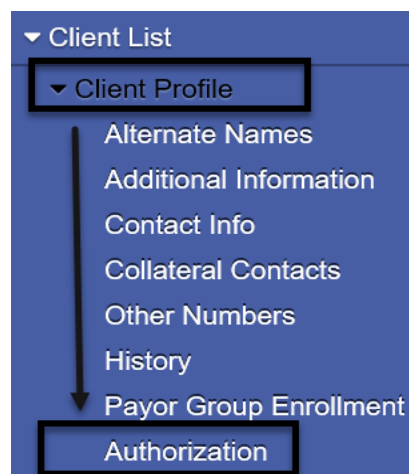 Client List
Client Profile
Alternate Names
Additional Information
Contact Info
Collateral Contacts
Other Numbers
History
Payor Group Enrollment
Authorization